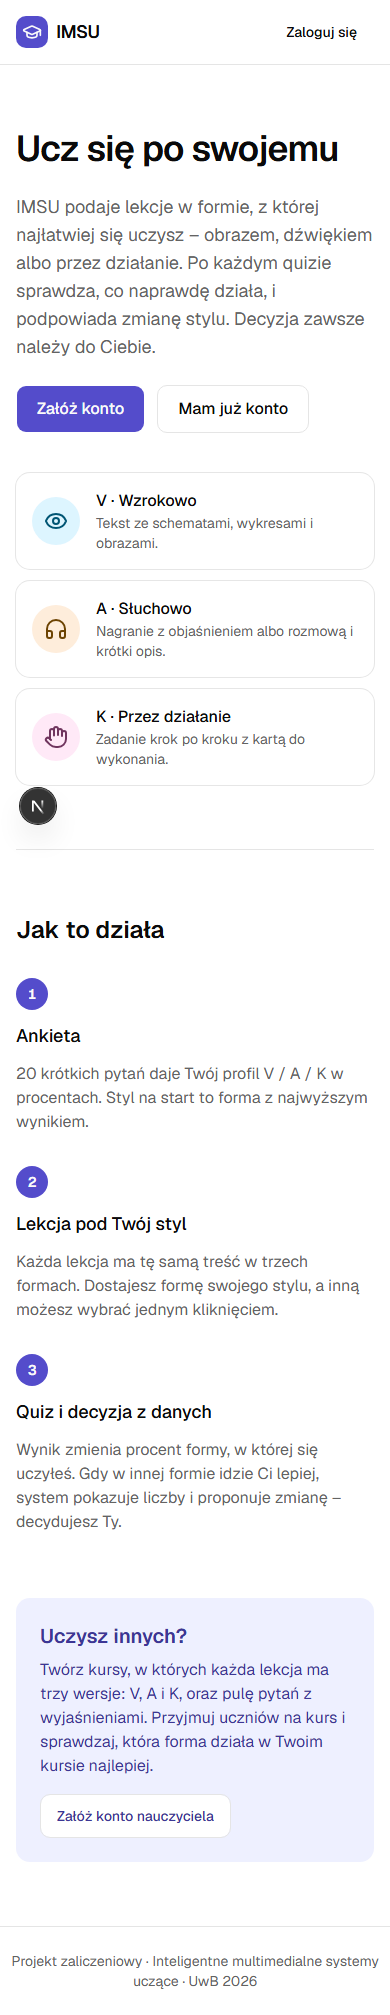 IMSU
Zaloguj się
Ucz się po swojemu
IMSU podaje lekcje w formie, z której
najłatwiej się uczysz – obrazem, dźwiękiem
albo przez działanie. Po każdym quizie
sprawdza, co naprawdę działa, i
podpowiada zmianę stylu. Decyzja zawsze
należy do Ciebie.
Załóż konto
Mam już konto
V · Wzrokowo
Tekst ze schematami, wykresami i
obrazami.
A · Słuchowo
Nagranie z objaśnieniem albo rozmową i
krótki opis.
K · Przez działanie
Zadanie krok po kroku z kartą do
wykonania.
N
Jak to działa
1
Ankieta
20 krótkich pytań daje Twój profil V / A / K w
procentach. Styl na start to forma z najwyższym
wynikiem.
2
Lekcja pod Twój styl
Każda lekcja ma tę samą treść w trzech
formach. Dostajesz formę swojego stylu, a inną
możesz wybrać jednym kliknięciem.
3
Quiz i decyzja z danych
Wynik zmienia procent formy, w której się
uczyłeś. Gdy w innej formie idzie Ci lepiej,
system pokazuje liczby i proponuje zmianę –
decydujesz Ty.
Uczysz innych?
Twórz kursy, w których każda lekcja ma
trzy wersje: V, A i K, oraz pulę pytań z
wyjaśnieniami. Przyjmuj uczniów na kurs i
sprawdzaj, która forma działa w Twoim
kursie najlepiej.
Załóż konto nauczyciela
Projekt zaliczeniowy · Inteligentne multimedialne systemy
uczące · UwB 2026